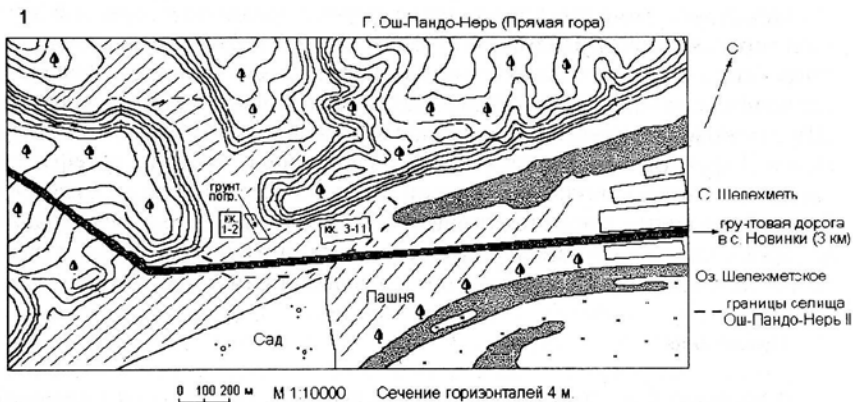 1
Г. Ош-Пандо-Нерь (Прямая гора)
С
грунт
погр.
КК.
1-2
КК. 3-11
С. Шелехметь
грунтовая дорога
в с. Новинки (3 км)
Оз. Шелехметское
Пашня
границы селища
Ош-Пандо-Нерь II
Сад
0 100 200 м М 1:10000 Сечение горизонталей 4 м.